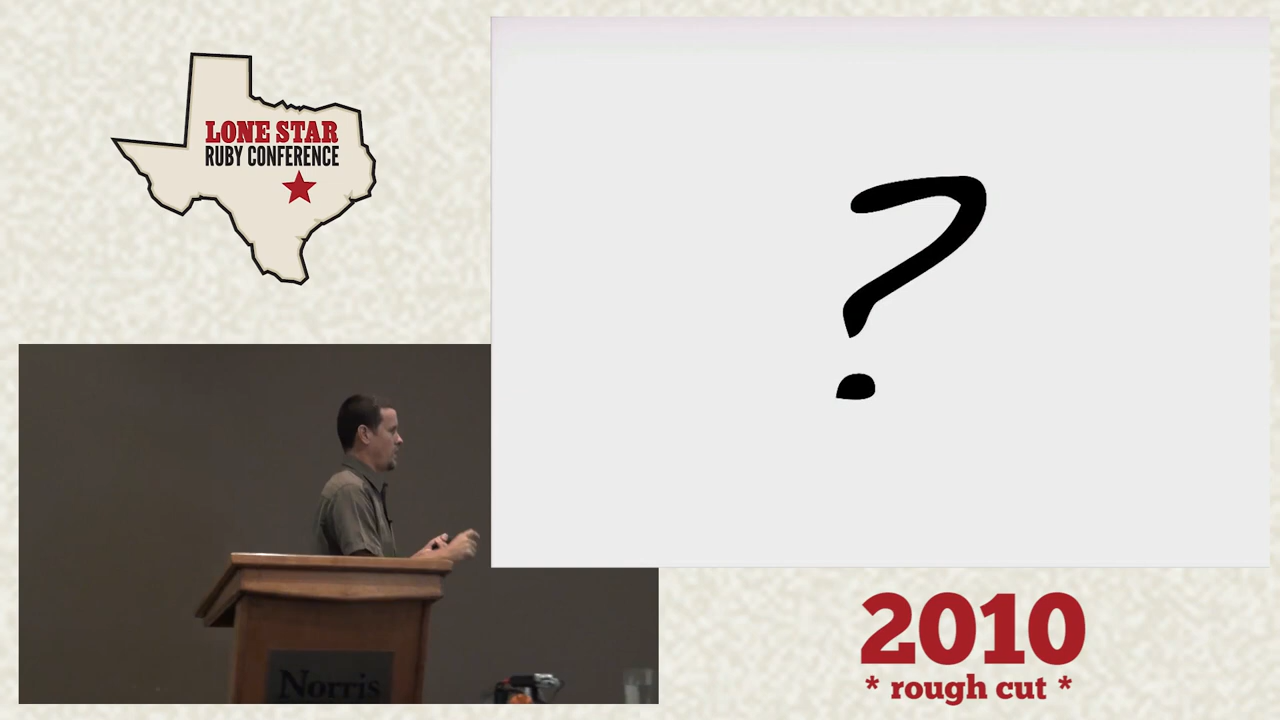 LONE STAR
RUBY CONFERENCE
?
Norris
2010
* rough cut *